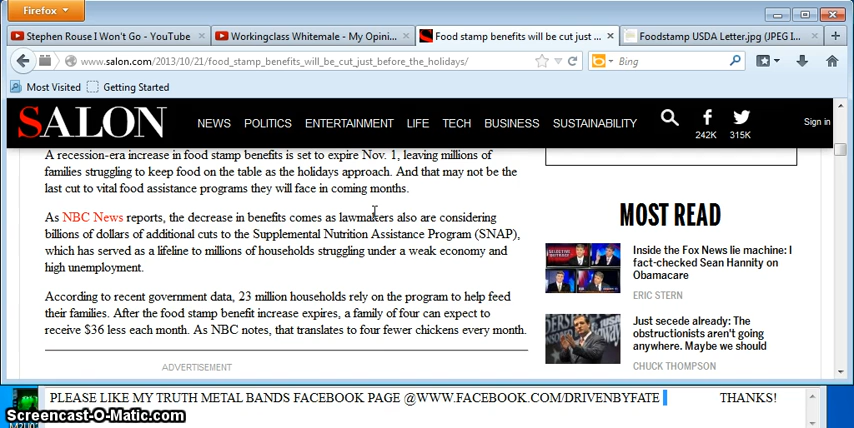 Firefox
Stephen Rouse I Won't Go - YouTube
Workingclass Whitemale - My Opini...
Food stamp benefits will be cut just ...
Foodstamp USDA Letter.jpg (JPEG I...
www.salon.com/2013/10/21/food_stamp_benefits_will_be_cut_just_before_the_holidays/
Bing
Most Visited
Getting Started
SALON
NEWS POLITICS ENTERTAINMENT LIFE TECH BUSINESS SUSTAINABILITY
242K
315K
Sign in
A recession-era increase in food stamp benefits is set to expire Nov. 1, leaving millions of
families struggling to keep food on the table as the holidays approach. And that may not be the
last cut to vital food assistance programs they will face in coming months.
As NBC News reports, the decrease in benefits comes as lawmakers also are considering
billions of dollars of additional cuts to the Supplemental Nutrition Assistance Program (SNAP),
which has served as a lifeline to millions of households struggling under a weak economy and
high unemployment.
According to recent government data, 23 million households rely on the program to help feed
their families. After the food stamp benefit increase expires, a family of four can expect to
receive $36 less each month. As NBC notes, that translates to four fewer chickens every month.
ADVERTISEMENT
MOST READ
Inside the Fox News lie machine: I
fact-checked Sean Hannity on
Obamacare
ERIC STERN
Just secede already: The
obstructionists aren't going
anywhere. Maybe we should
CHUCK THOMPSON
PLEASE LIKE MY TRUTH METAL BANDS FACEBOOK PAGE @WWW.FACEBOOK.COM/DRIVENBYFATE THANKS!
Screencast-O-Matic.com